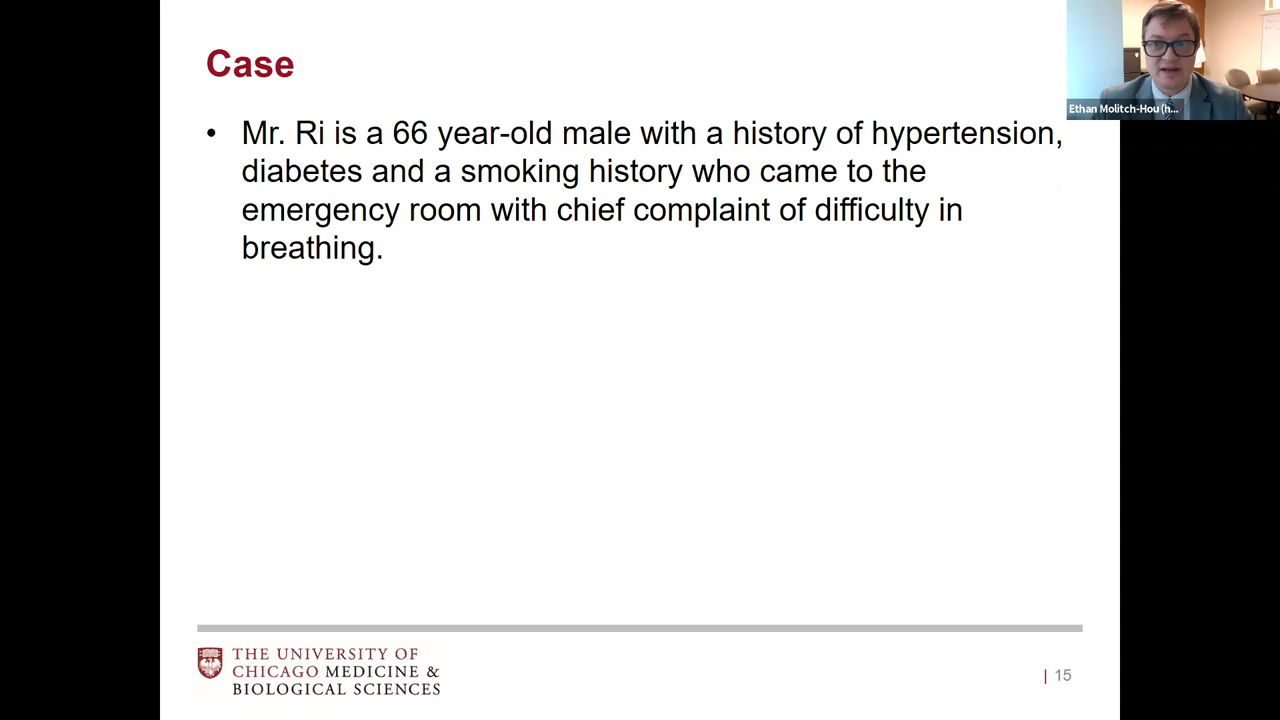 Case
• Mr. Ri is a 66 year-old male with a history of hypertension,
diabetes and a smoking history who came to the
emergency room with chief complaint of difficulty in
breathing.
Ethan Molitch-Hou (h...
THE UNIVERSITY OF
CHICAGO MEDICINE &
BIOLOGICAL SCIENCES
| 15